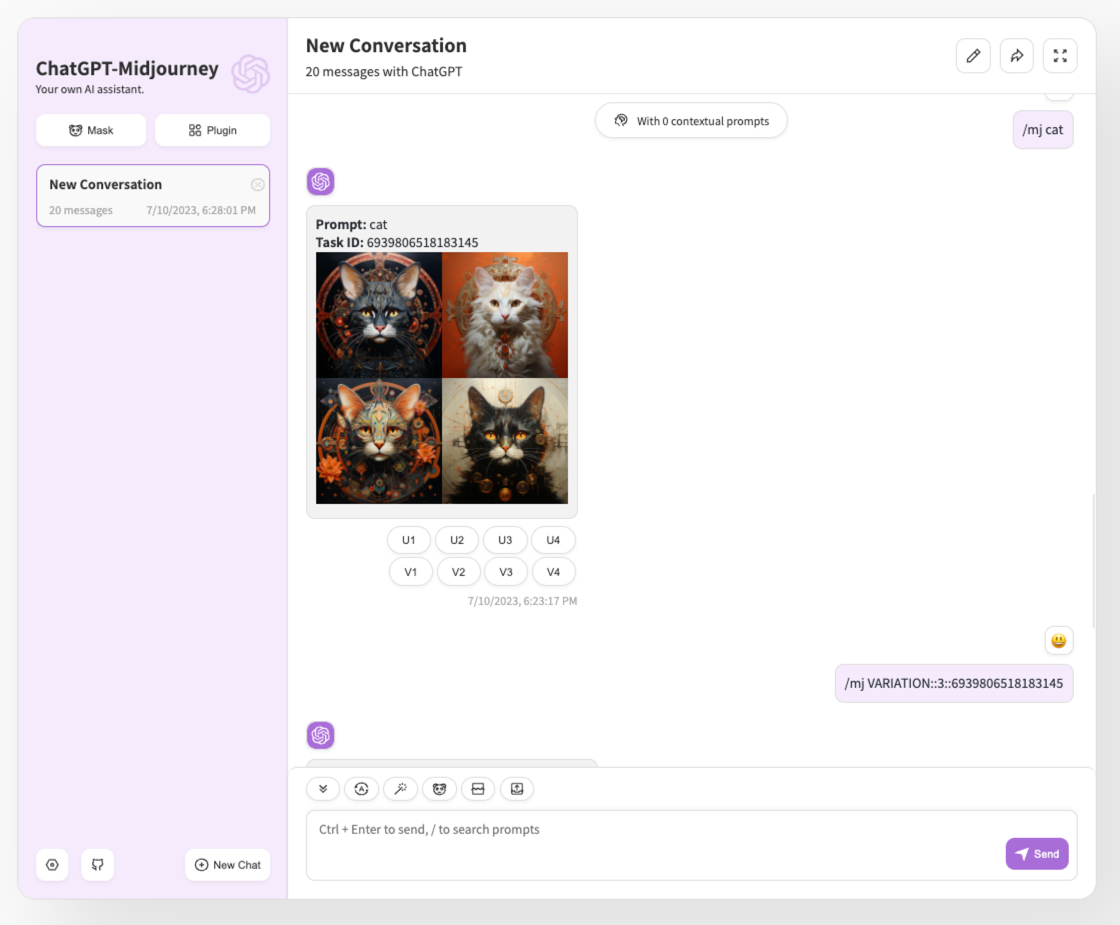 ChatGPT-Midjourney
Your own AI assistant.
Mask
Plugin
New Conversation
20 messages 7/10/2023, 6:28:01 PM
New Chat
New Conversation
20 messages with ChatGPT
With 0 contextual prompts
/mj cat
Prompt: cat
Task ID: 6939806518183145
U1 U2 U3 U4
V1 V2 V3 V4
7/10/2023, 6:23:17 PM
/mj VARIATION::3::6939806518183145
Ctrl + Enter to send, / to search prompts
Send